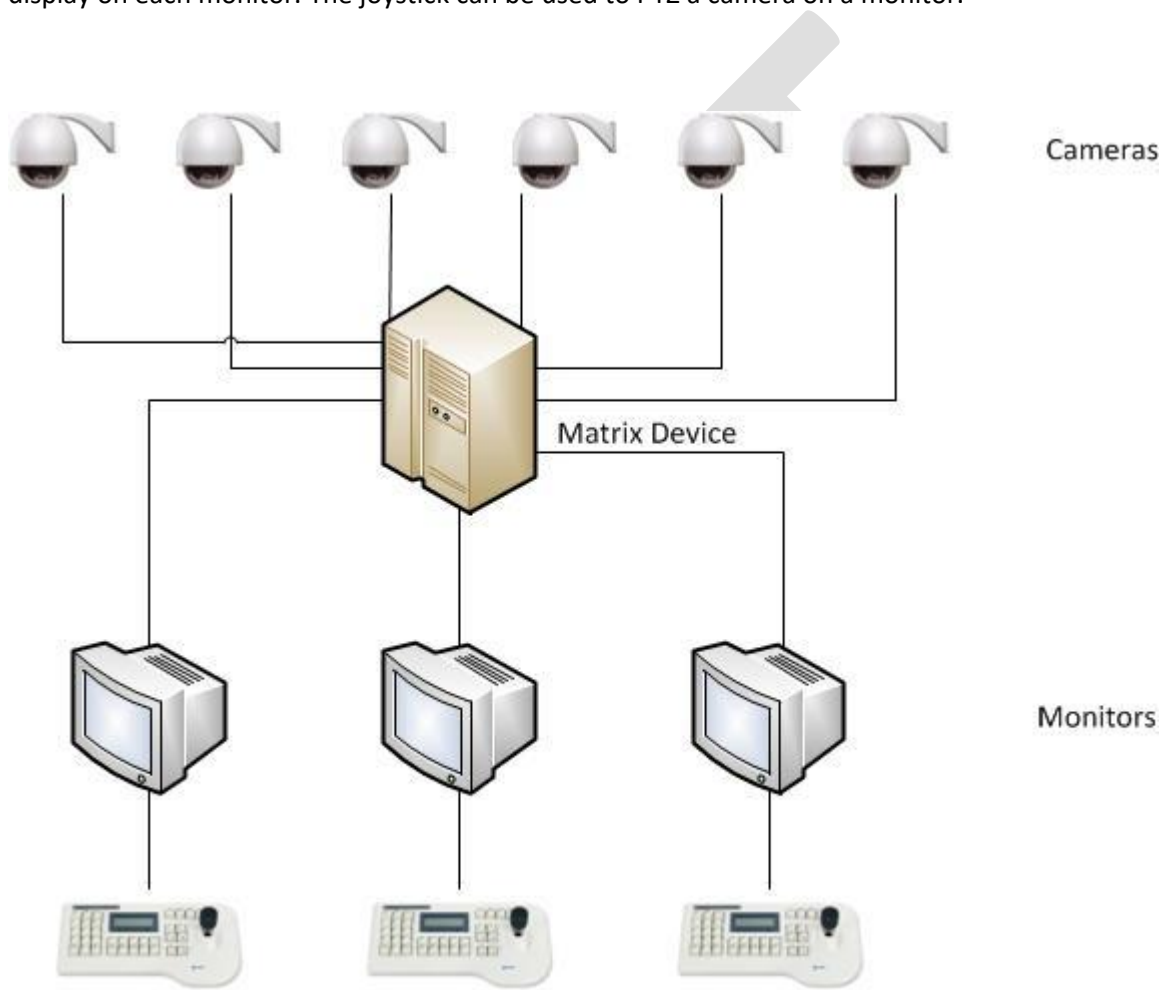 display on each monitor. The joystick can be used to PTZ a camera on a monitor.
Cameras
Matrix Device
Monitors